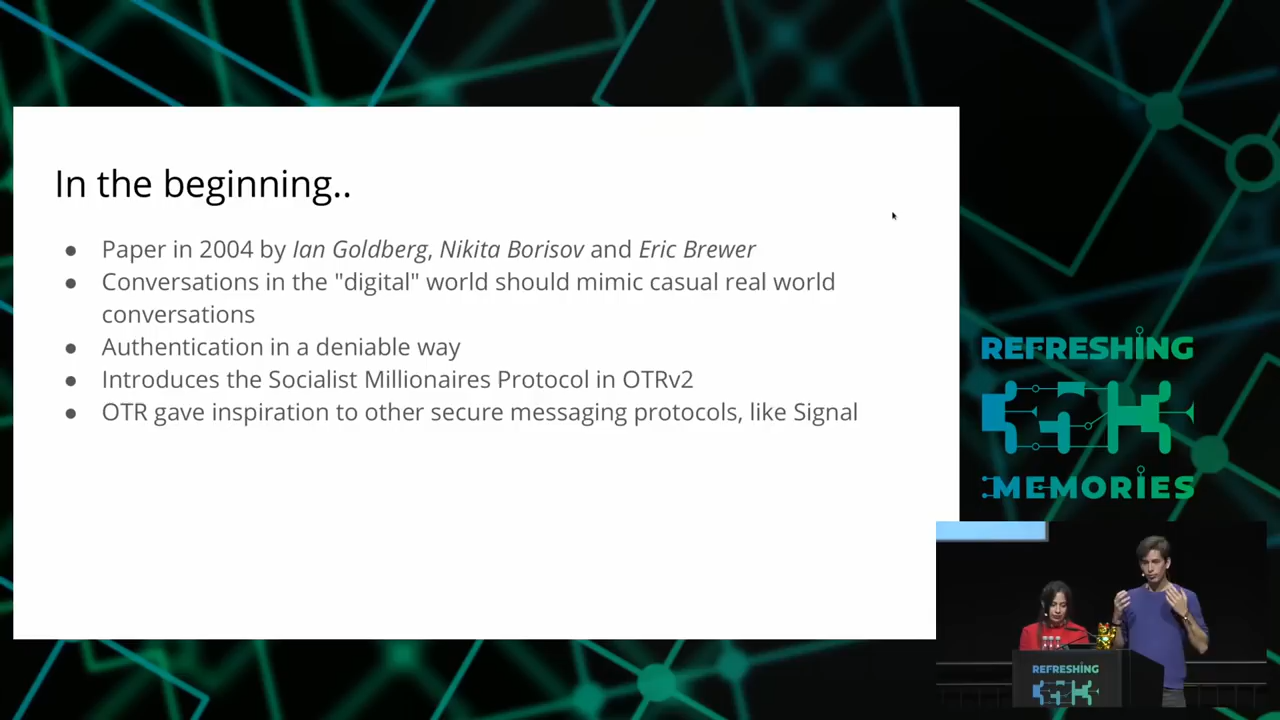 In the beginning..
● Paper in 2004 by Ian Goldberg, Nikita Borisov and Eric Brewer
● Conversations in the "digital" world should mimic casual real world
conversations
● Authentication in a deniable way
● Introduces the Socialist Millionaires Protocol in OTRv2
● OTR gave inspiration to other secure messaging protocols, like Signal
REFRESHING
MEMORIES
REFRESHING